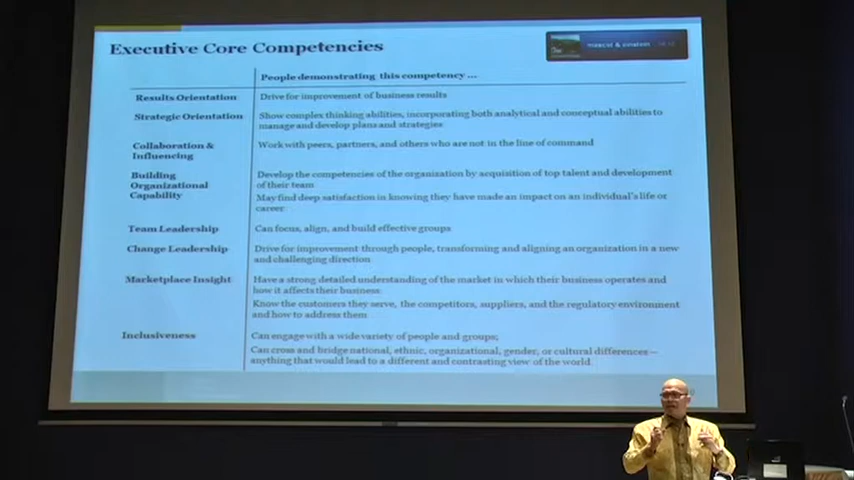 Executive Core Competencies
People demonstrating this competency ...
Results Orientation
Drive for improvement of business results
Strategic Orientation
Show complex thinking abilities, incorporating both analytical and conceptual abilities to
manage and develop plans and strategies
Collaboration &
Influencing
Work with peers, partners, and others who are not in the line of command
Building
Organizational
Capability
Develop the competencies of the organization by acquisition of top talent and development
of their team
May find deep satisfaction in knowing they have made an impact on an individual's life or
career
Team Leadership
Can focus, align, and build effective groups
Change Leadership
Drive for improvement through people, transforming and aligning an organization in a new
and challenging direction
Marketplace Insight
Have a strong detailed understanding of the market in which their business operates and
how it affects their business
Know the customers they serve, the competitors, suppliers, and the regulatory environment
and how to address them
Inclusiveness
Can engage with a wide variety of people and groups;
Can cross and bridge national, ethnic, organizational, gender, or cultural differences—
anything that would lead to a different and contrasting view of the world.